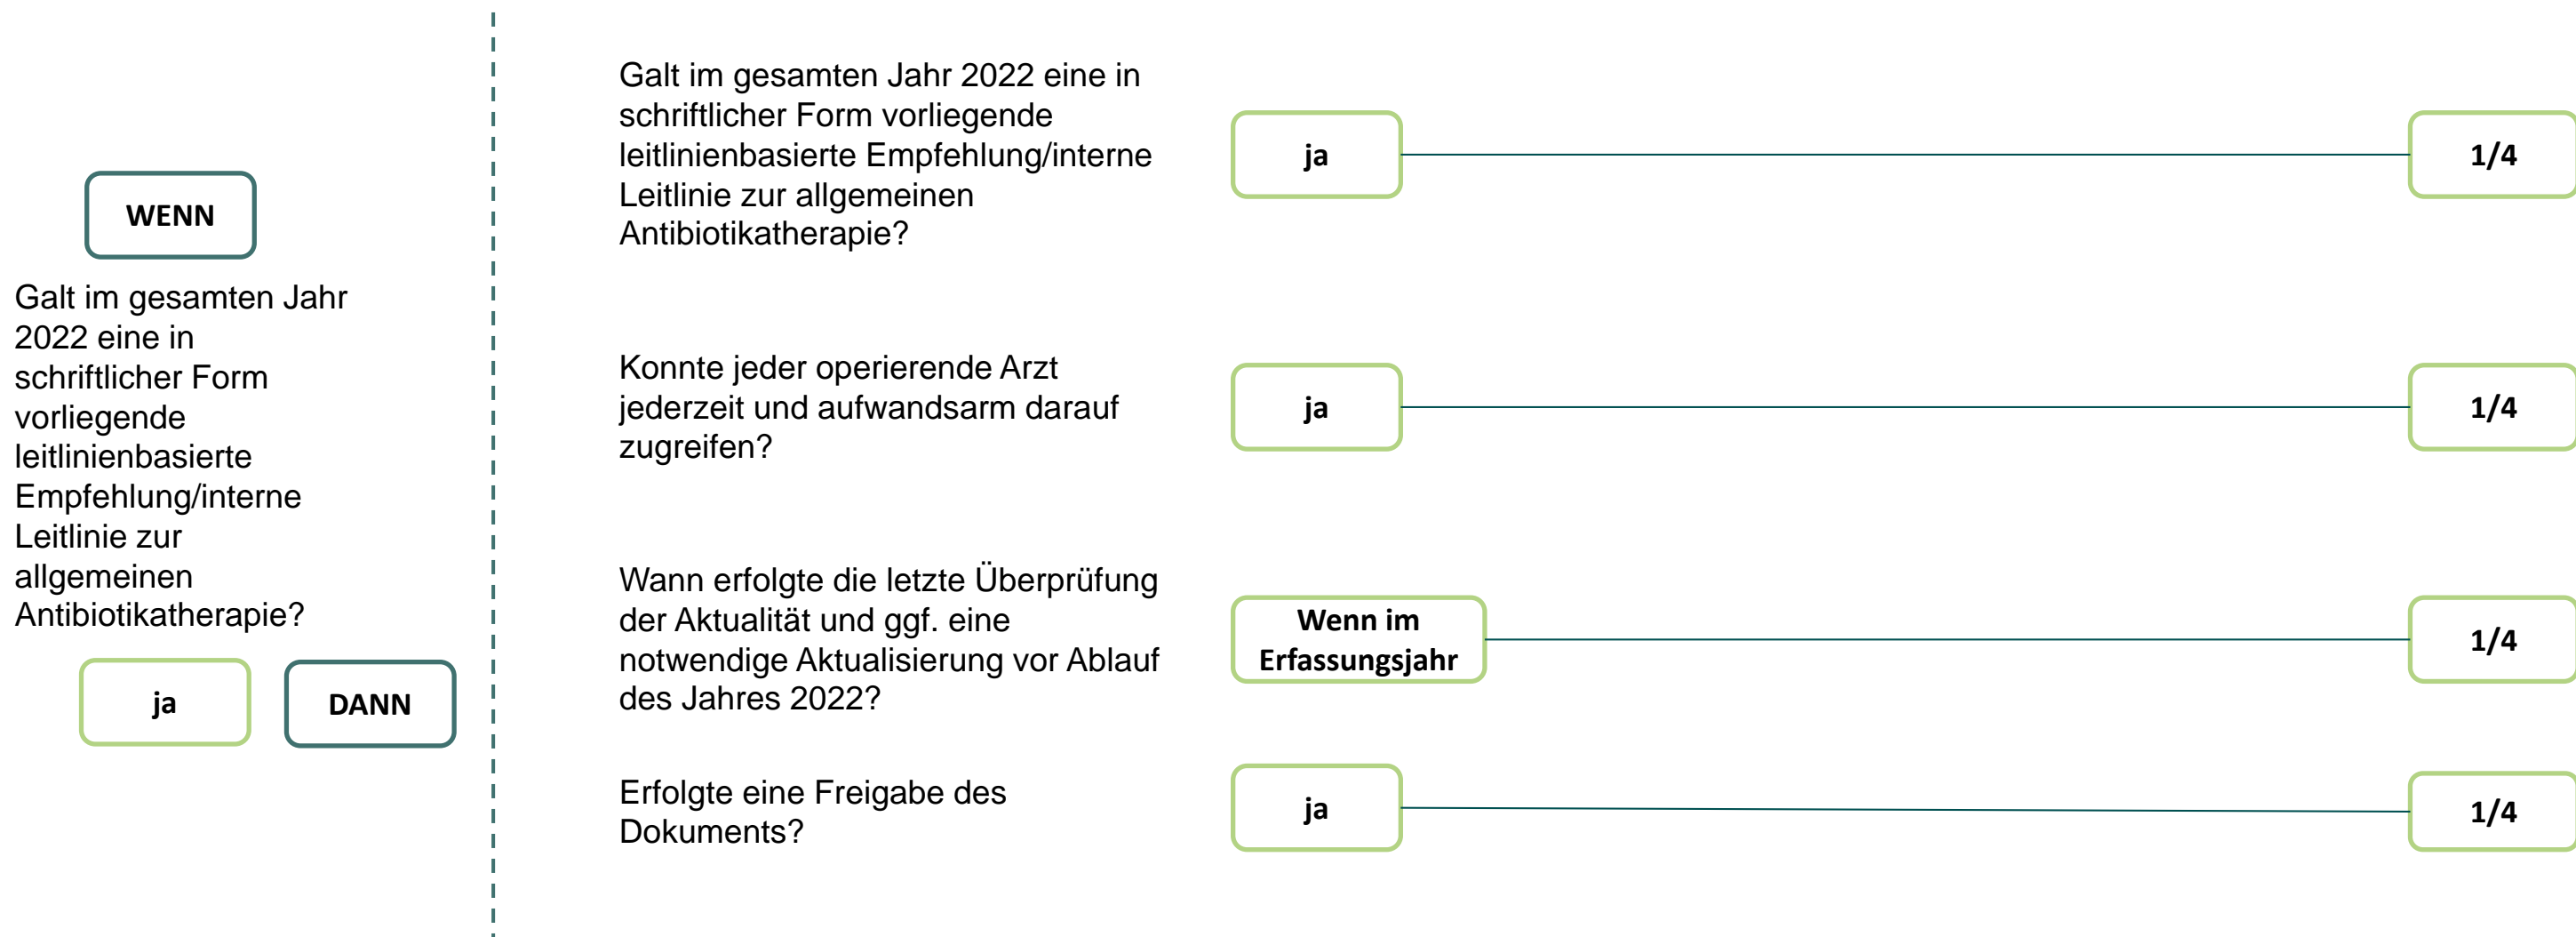 WENN
Galt im gesamten Jahr
2022 eine in
schriftlicher Form
vorliegende
leitlinienbasierte
Empfehlung/interne
Leitlinie zur
allgemeinen
Antibiotikatherapie?
ja
DANN
Galt im gesamten Jahr 2022 eine in
schriftlicher Form vorliegende
leitlinienbasierte Empfehlung/interne
Leitlinie zur allgemeinen
Antibiotikatherapie?
ja
1/4
Konnte jeder operierende Arzt
jederzeit und aufwandsarm darauf
zugreifen?
ja
1/4
Wann erfolgte die letzte Überprüfung
der Aktualität und ggf. eine
notwendige Aktualisierung vor Ablauf
des Jahres 2022?
Wenn im
Erfassungsjahr
1/4
Erfolgte eine Freigabe des
Dokuments?
ja
1/4